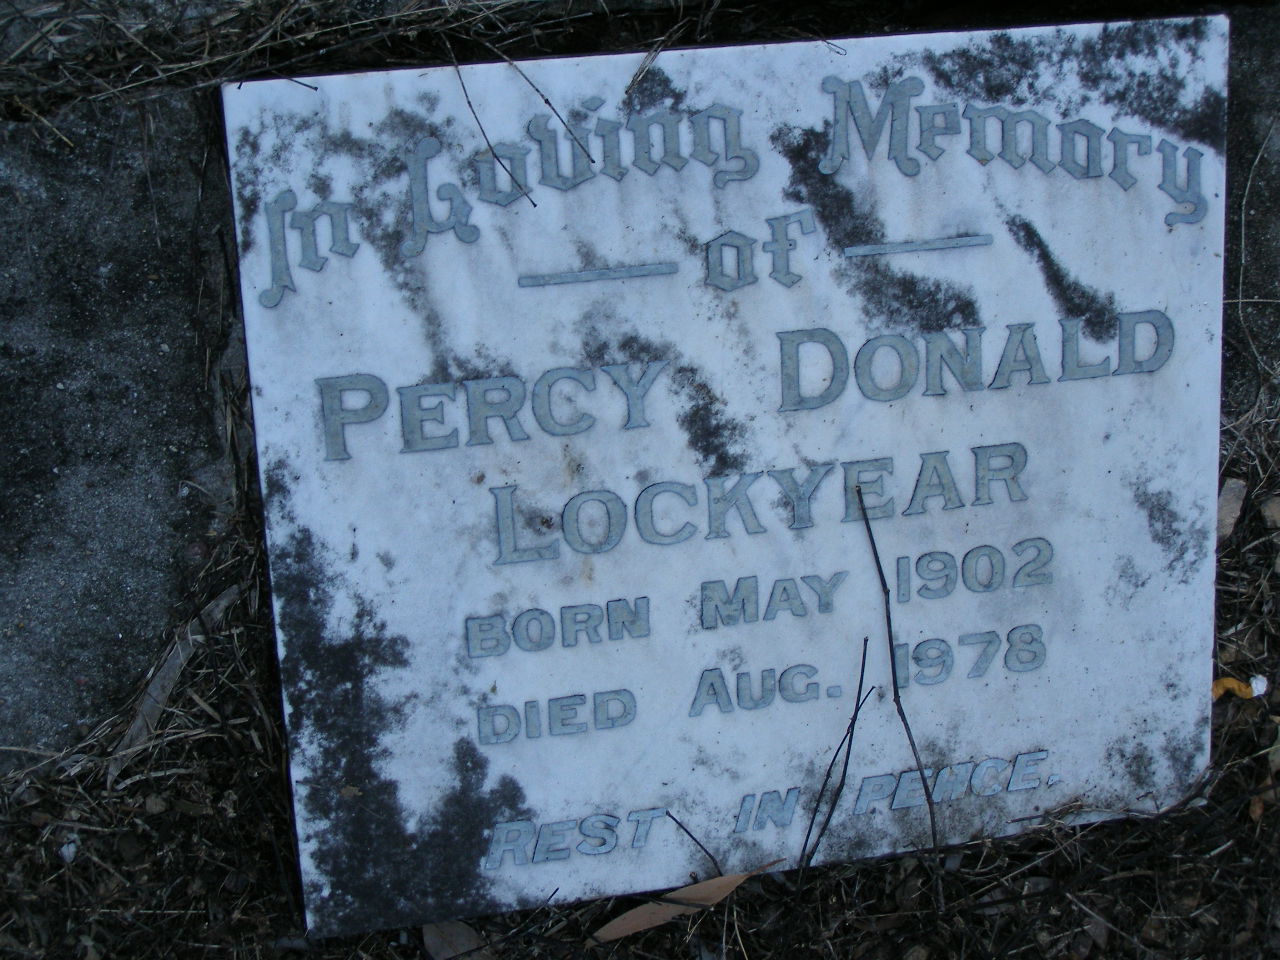 In Loving Memory
of
PERCY DONALD
LOCKYEAR
BORN MAY 1902
DIED AUG. 1978
REST IN PEACE.